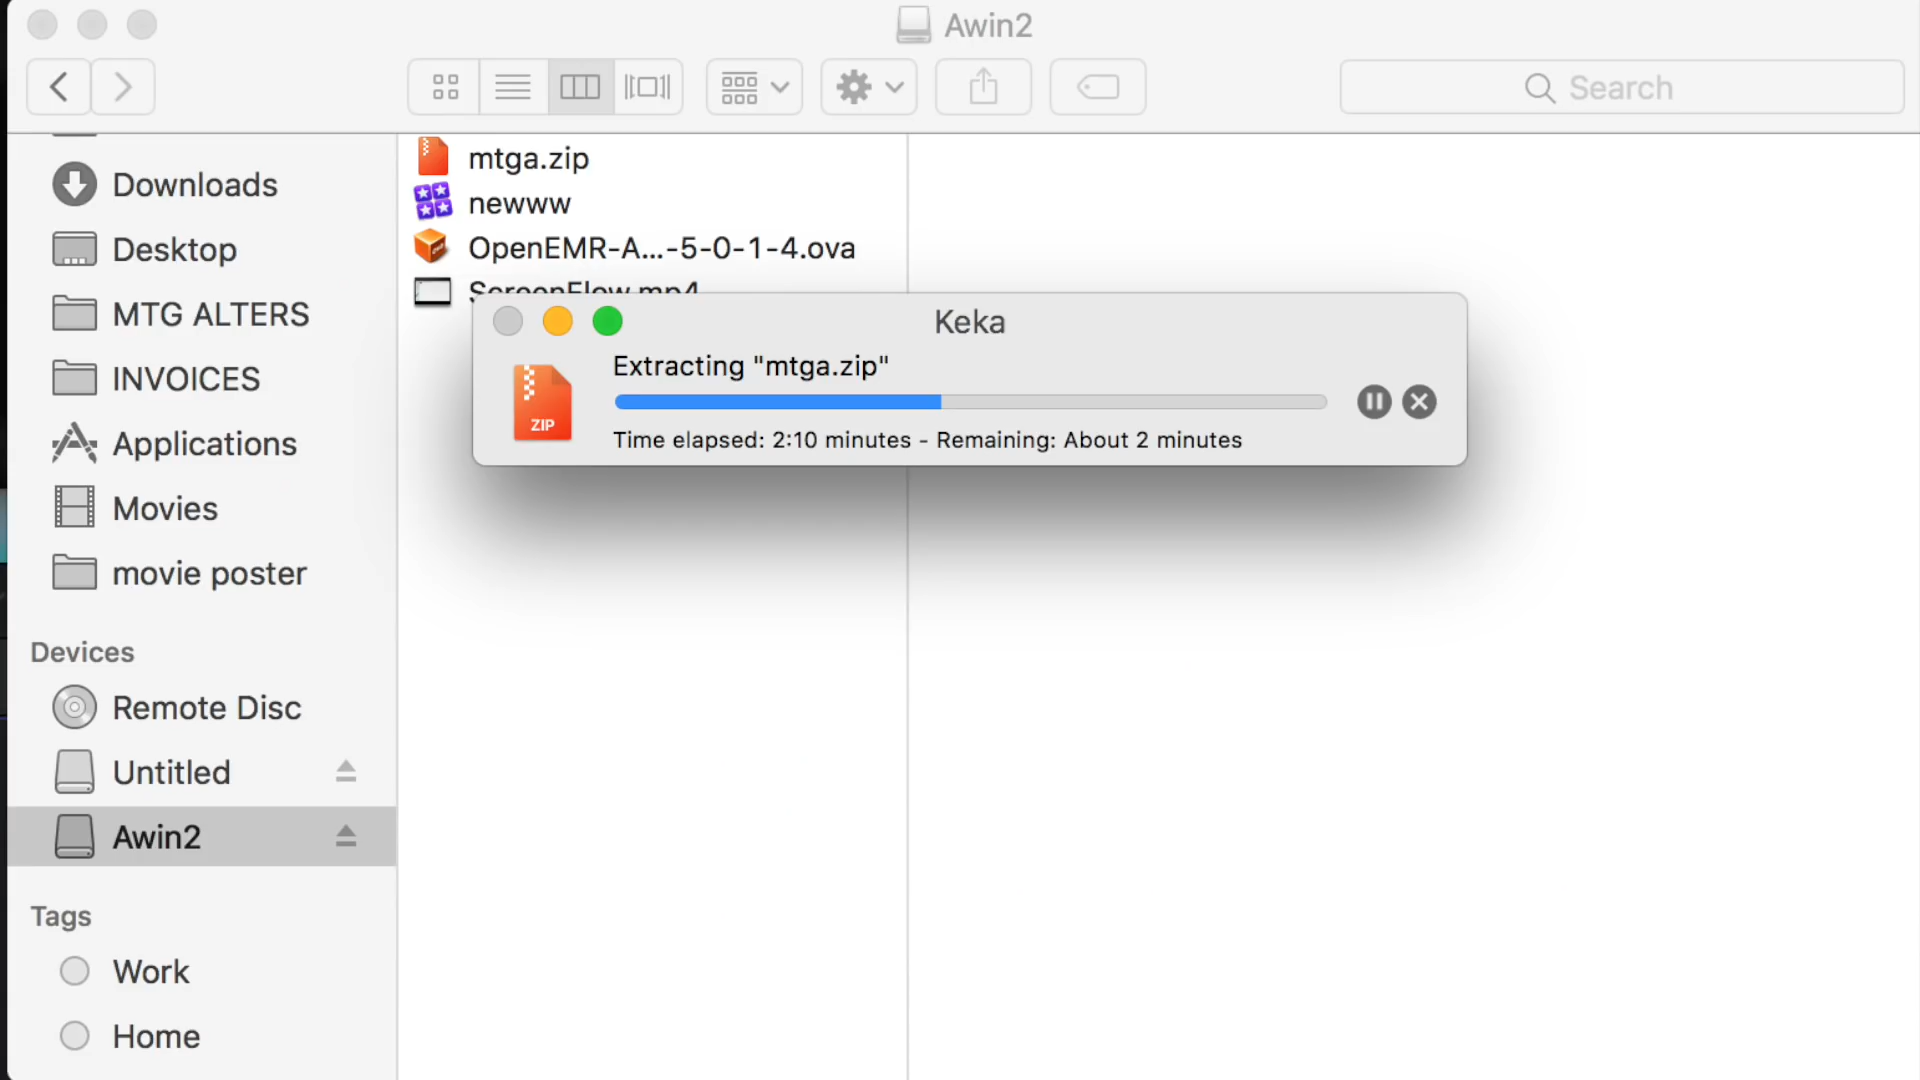 Awin2
Search
Downloads
Desktop
MTG ALTERS
INVOICES
Applications
Movies
movie poster
Devices
Remote Disc
Untitled
Awin2
Tags
Work
Home
mtga.zip
newww
OpenEMR-A...-5-0-1-4.ova
ScreenFlow.mp4
Keka
Extracting "mtga.zip"
ZIP
Time elapsed: 2:10 minutes - Remaining: About 2 minutes